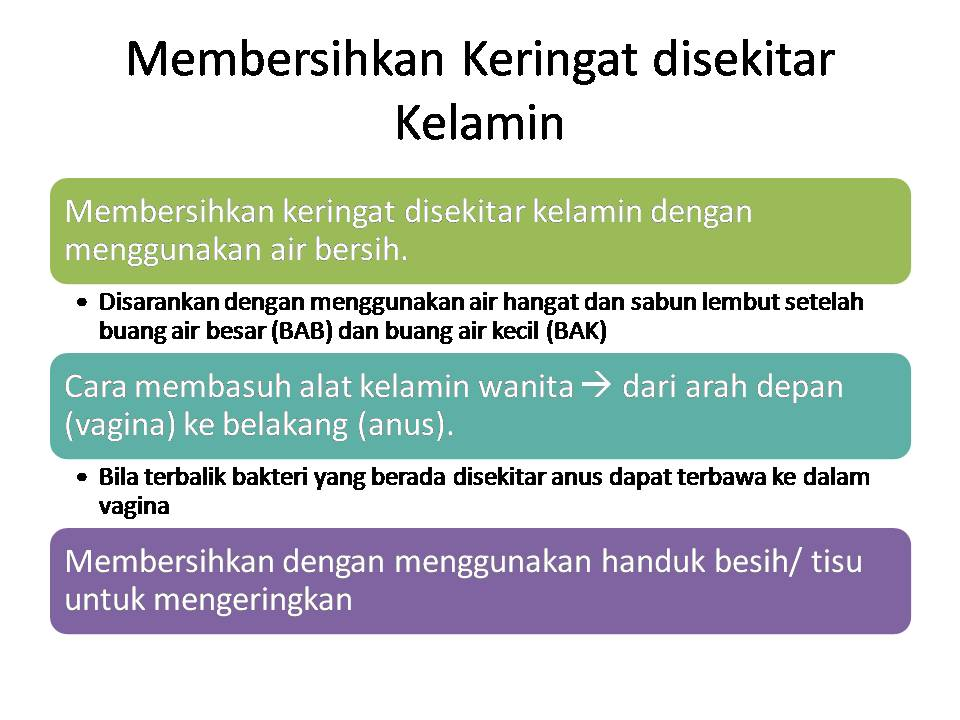 Membersihkan Keringat disekitar
Kelamin
Membersihkan keringat disekitar kelamin dengan
menggunakan air bersih.
• Disarankan dengan menggunakan air hangat dan sabun lembut setelah
buang air besar (BAB) dan buang air kecil (BAK)
Cara membasuh alat kelamin wanita → dari arah depan
(vagina) ke belakang (anus).
• Bila terbalik bakteri yang berada disekitar anus dapat terbawa ke dalam
vagina
Membersihkan dengan menggunakan handuk besih/ tisu
untuk mengeringkan